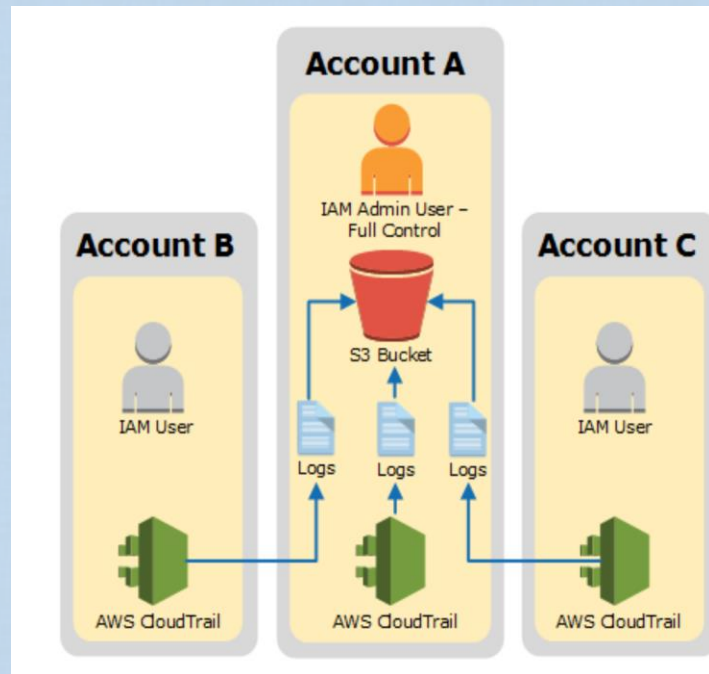 Account A
IAM Admin User –
Full Control
S3 Bucket
Logs
Logs
Logs
AWS CloudTrail
Account B
IAM User
AWS CloudTrail
Account C
IAM User
AWS CloudTrail